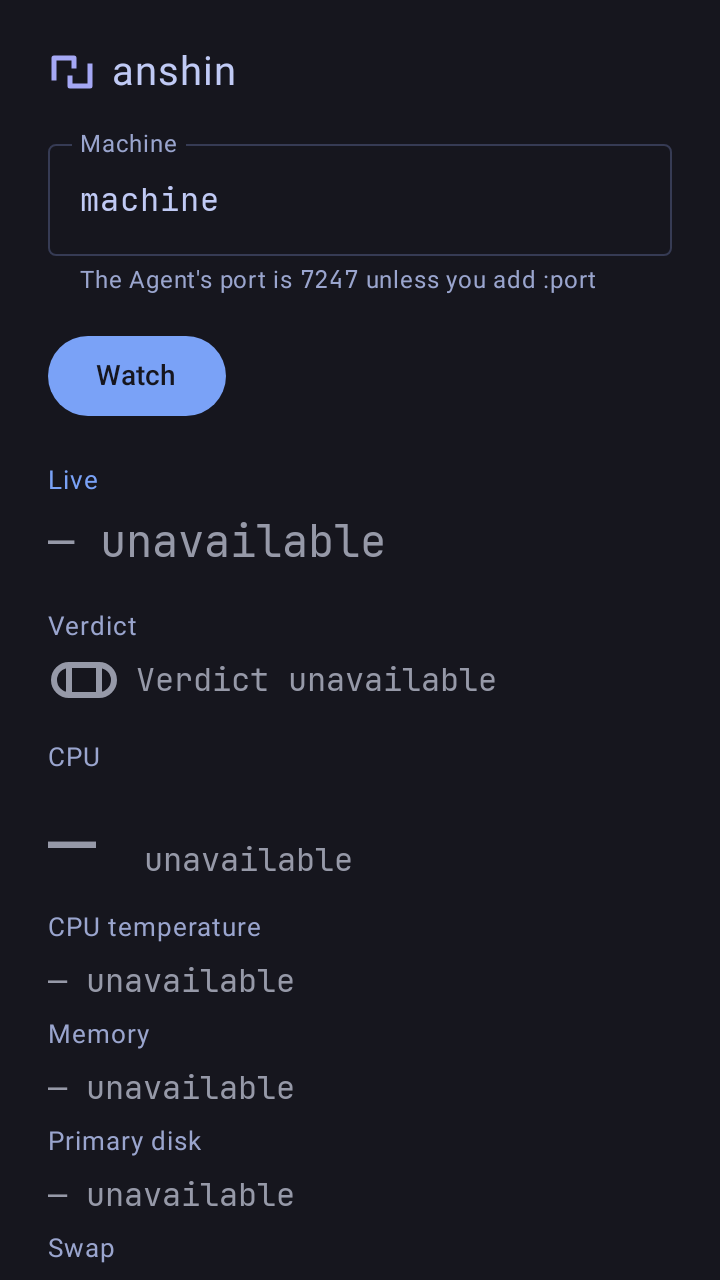 anshin
Machine
machine
The Agent's port is 7247 unless you add :port
Watch
Live
— unavailable
Verdict
Verdict unavailable
CPU
— unavailable
CPU temperature
— unavailable
Memory
— unavailable
Primary disk
— unavailable
Swap